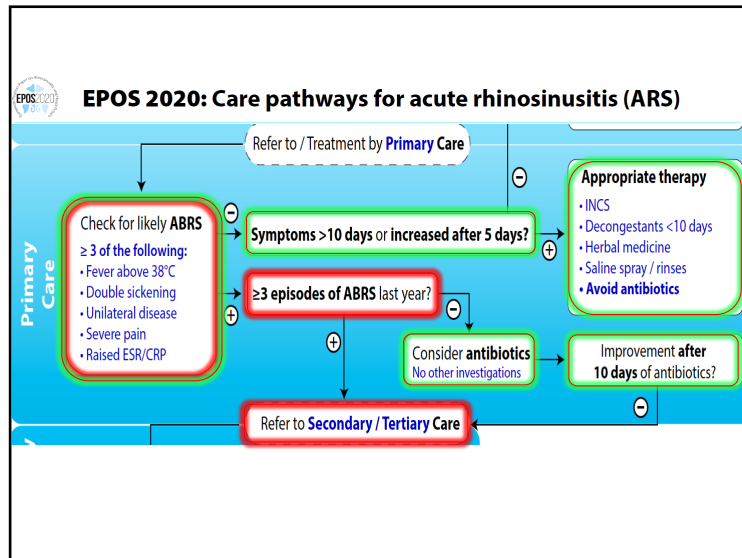 EPOS2020
EPOS 2020: Care pathways for acute rhinosinusitis (ARS)
Refer to / Treatment by Primary Care
Primary
Care
Check for likely ABRS
≥ 3 of the following:
• Fever above 38°C
• Double sickening
• Unilateral disease
• Severe pain
• Raised ESR/CRP
-
+
Symptoms >10 days or increased after 5 days?
-
+
Appropriate therapy
• INCS
• Decongestants <10 days
• Herbal medicine
• Saline spray / rinses
• Avoid antibiotics
≥3 episodes of ABRS last year?
-
+
Consider antibiotics
No other investigations
Improvement after
10 days of antibiotics?
-
Refer to Secondary / Tertiary Care